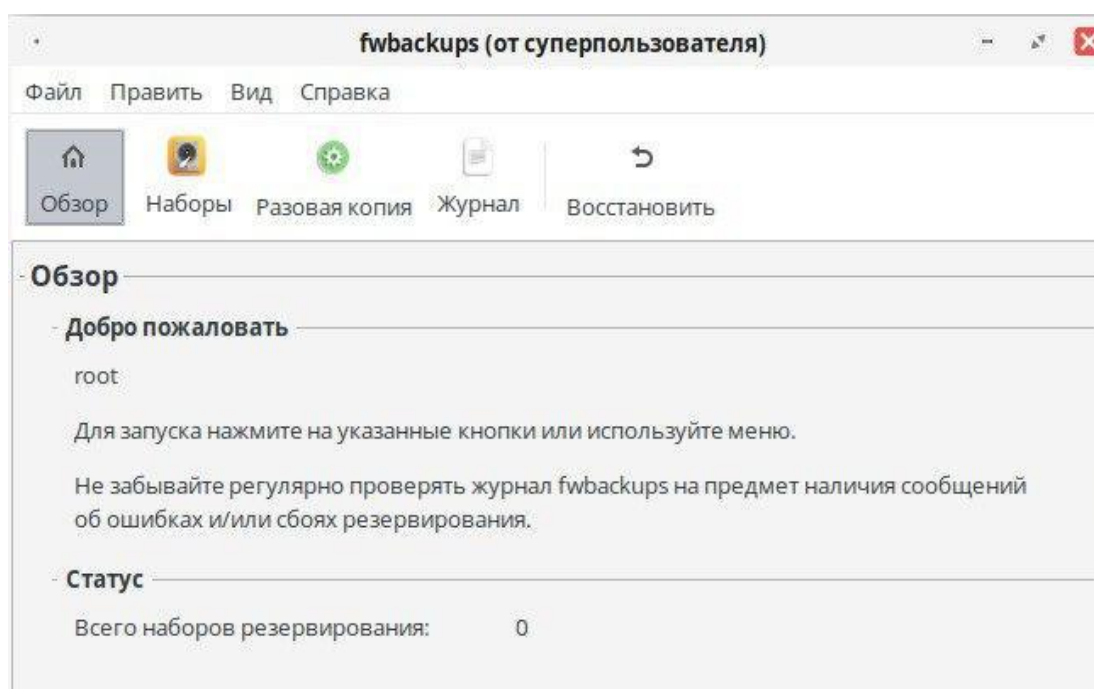 fwbackups (от суперпользователя)
Файл Править Вид Справка
Обзор Наборы Разовая копия Журнал Восстановить
Обзор
Добро пожаловать
root
Для запуска нажмите на указанные кнопки или используйте меню.
Не забывайте регулярно проверять журнал fwbackups на предмет наличия сообщений
об ошибках и/или сбоях резервирования.
Статус
Всего наборов резервирования: 0